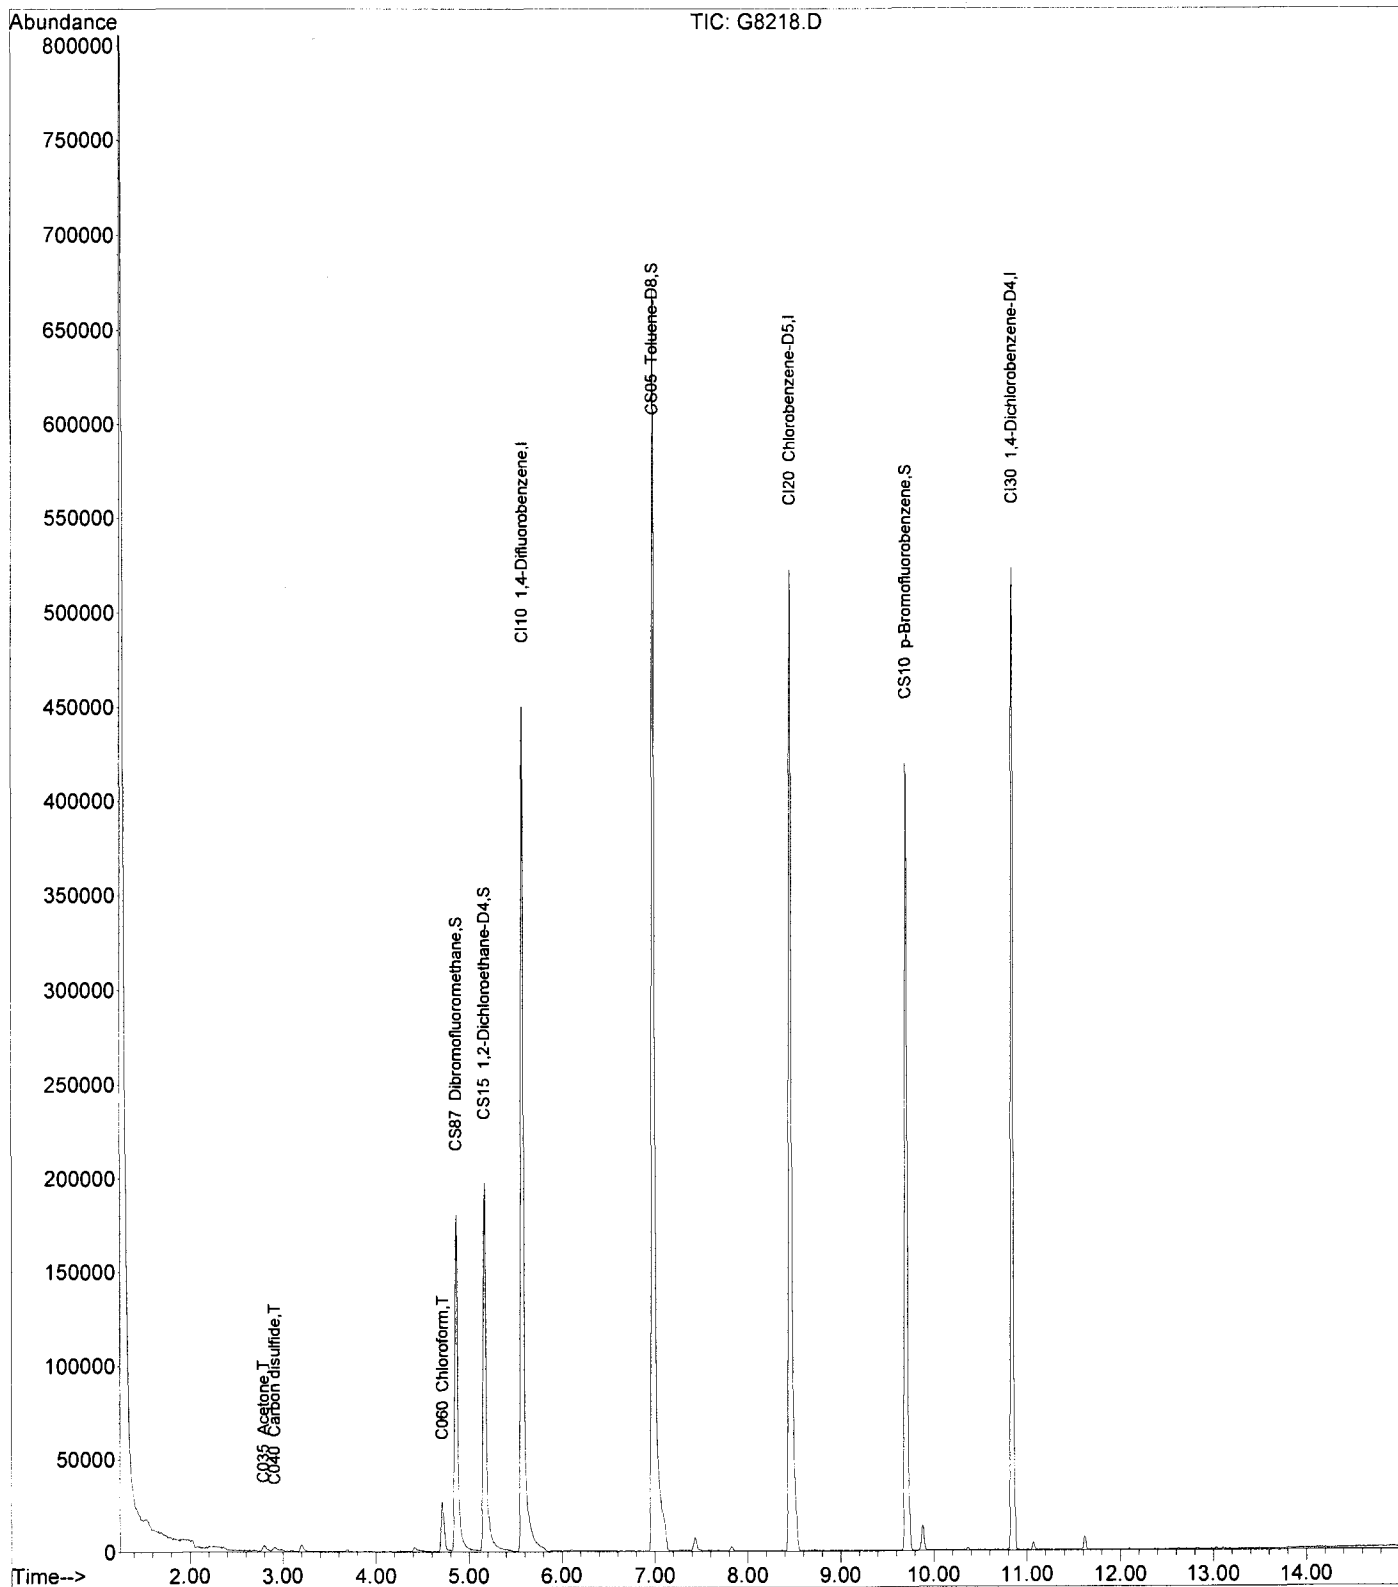 Abundance
TIC: G8218.D
800000
750000
700000
650000
600000
550000
500000
450000
400000
350000
300000
250000
200000
150000
100000
50000
0
C035 Acetone,T
C040 Carbon disulfide,T
C060 Chloroform,T
CS87 Dibromofluoromethane,S
CS15 1,2-Dichloroethane-D4,S
CI10 1,4-Difluorobenzene,I
CS05 Toluene-D8,S
CI20 Chlorobenzene-D5,I
CS10 p-Bromofluorobenzene,S
CI30 1,4-Dichlorobenzene-D4,I
Time--> 2.00 3.00 4.00 5.00 6.00 7.00 8.00 9.00 10.00 11.00 12.00 13.00 14.00